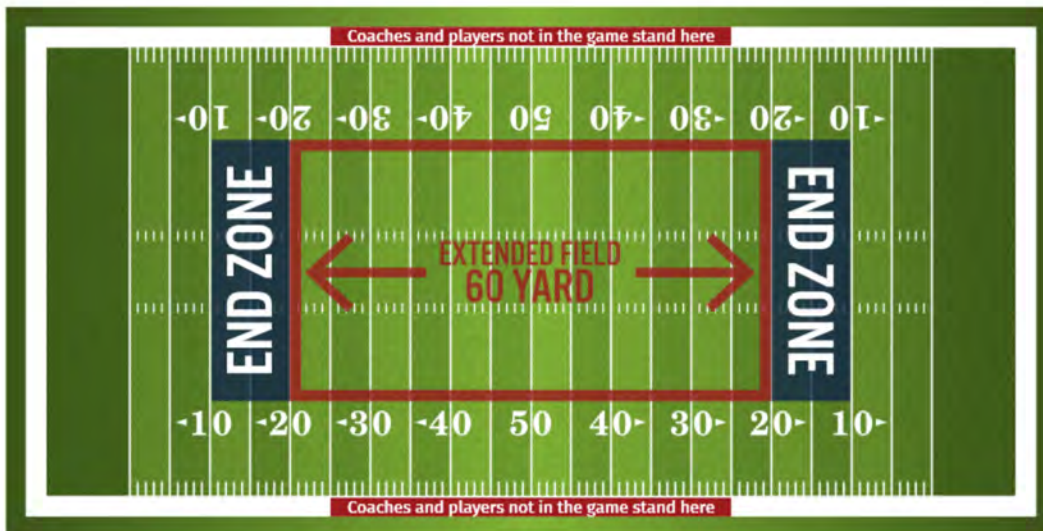 Coaches and players not in the game stand here
◂10 ◂20 ◂30 ◂40 50 40▸ 30▸ 20▸ 10▸
END ZONE
EXTENDED FIELD
60 YARD
END ZONE
◂10 ◂20 ◂30 ◂40 50 40▸ 30▸ 20▸ 10▸
Coaches and players not in the game stand here